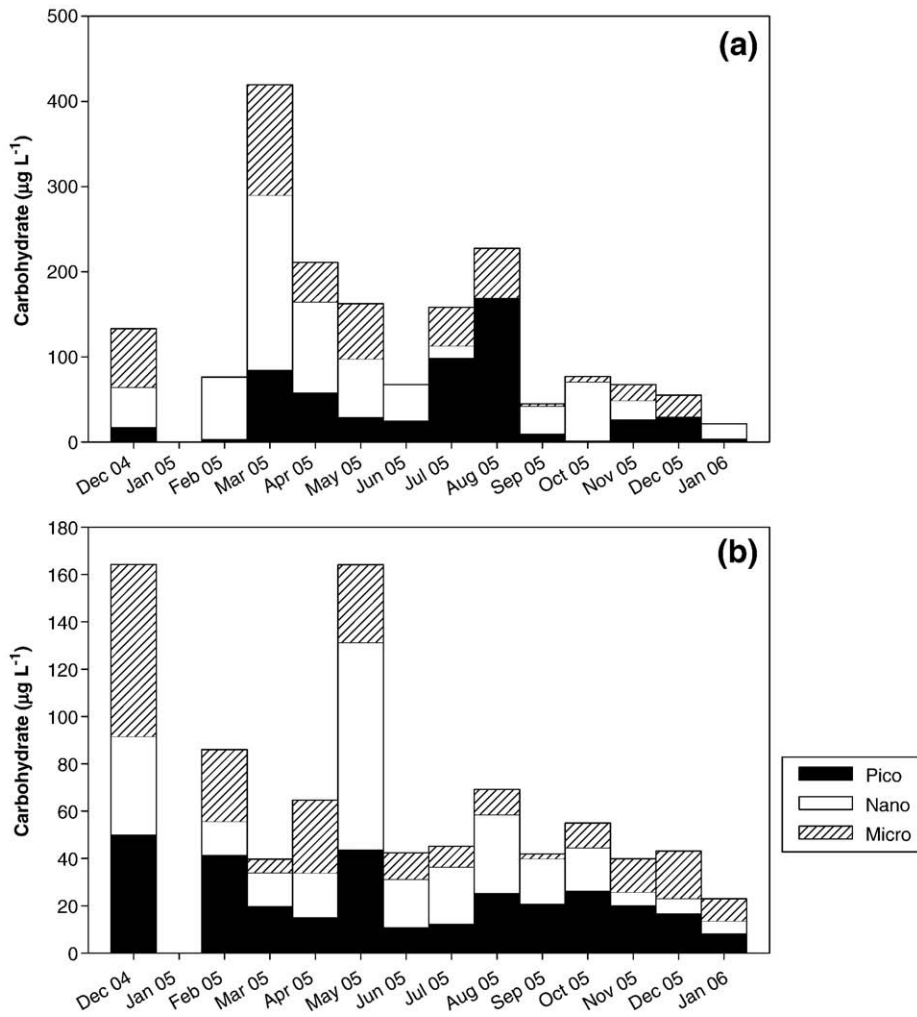 (a)
Carbohydrate (µg L⁻¹)
500
400
300
200
100
0
Dec 04
Jan 05
Feb 05
Mar 05
Apr 05
May 05
Jun 05
Jul 05
Aug 05
Sep 05
Oct 05
Nov 05
Dec 05
Jan 06
(b)
Carbohydrate (µg L⁻¹)
180
160
140
120
100
80
60
40
20
0
Dec 04
Jan 05
Feb 05
Mar 05
Apr 05
May 05
Jun 05
Jul 05
Aug 05
Sep 05
Oct 05
Nov 05
Dec 05
Jan 06
Pico
Nano
Micro